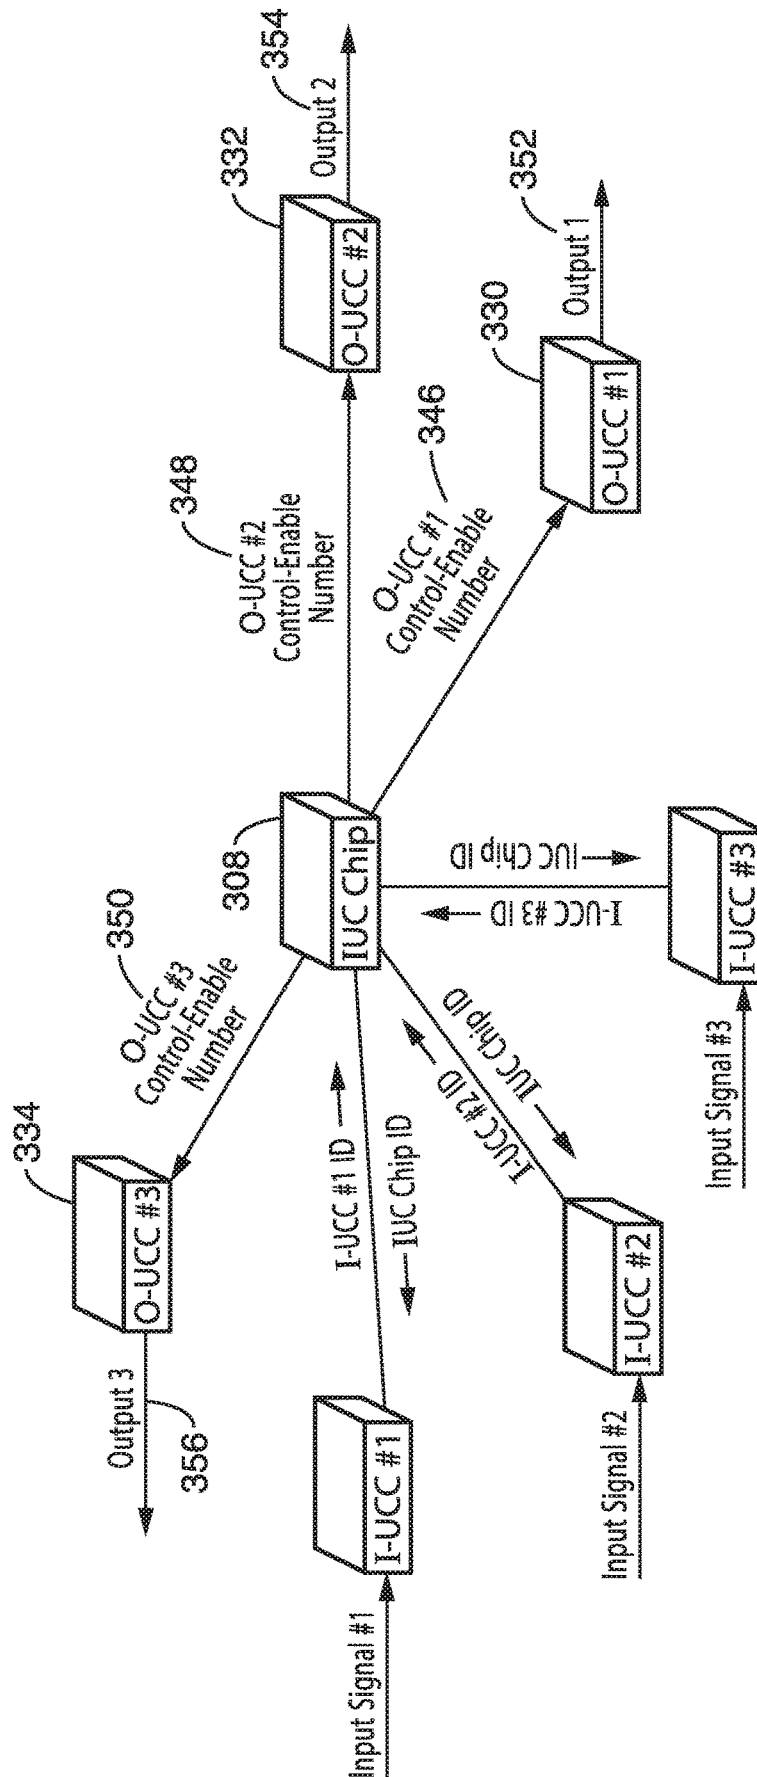 354
Output 2
332
O-UCC #2
352
Output 1
330
O-UCC #1
348
O-UCC #2
Control-Enable
Number
346
O-UCC #1
Control-Enable
Number
308
IUC Chip
350
O-UCC #3
Control-Enable
Number
334
O-UCC #3
Output 3
356
I-UCC #1 ID
IUC Chip ID
I-UCC #2 ID
IUC Chip ID
I-UCC #3 ID
IUC Chip ID
I-UCC #1
Input Signal #1
I-UCC #2
Input Signal #2
I-UCC #3
Input Signal #3